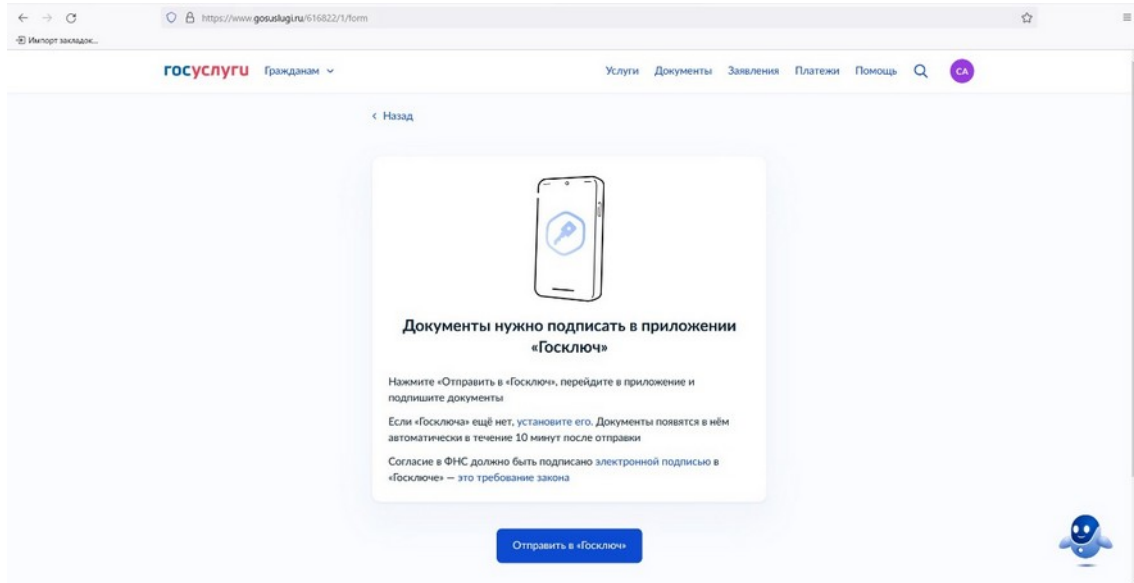 https://www.gosuslugi.ru/616822/1/form
Импорт закладок...
госуслуги Гражданам Услуги Документы Заявления Платежи Помощь СА
Назад
Документы нужно подписать в приложении
«Госключ»
Нажмите «Отправить в «Госключ», перейдите в приложение и
подпишите документы
Если «Госключа» ещё нет, установите его. Документы появятся в нём
автоматически в течение 10 минут после отправки
Согласие в ФНС должно быть подписано электронной подписью в
«Госключе» — это требование закона
Отправить в «Госключ»